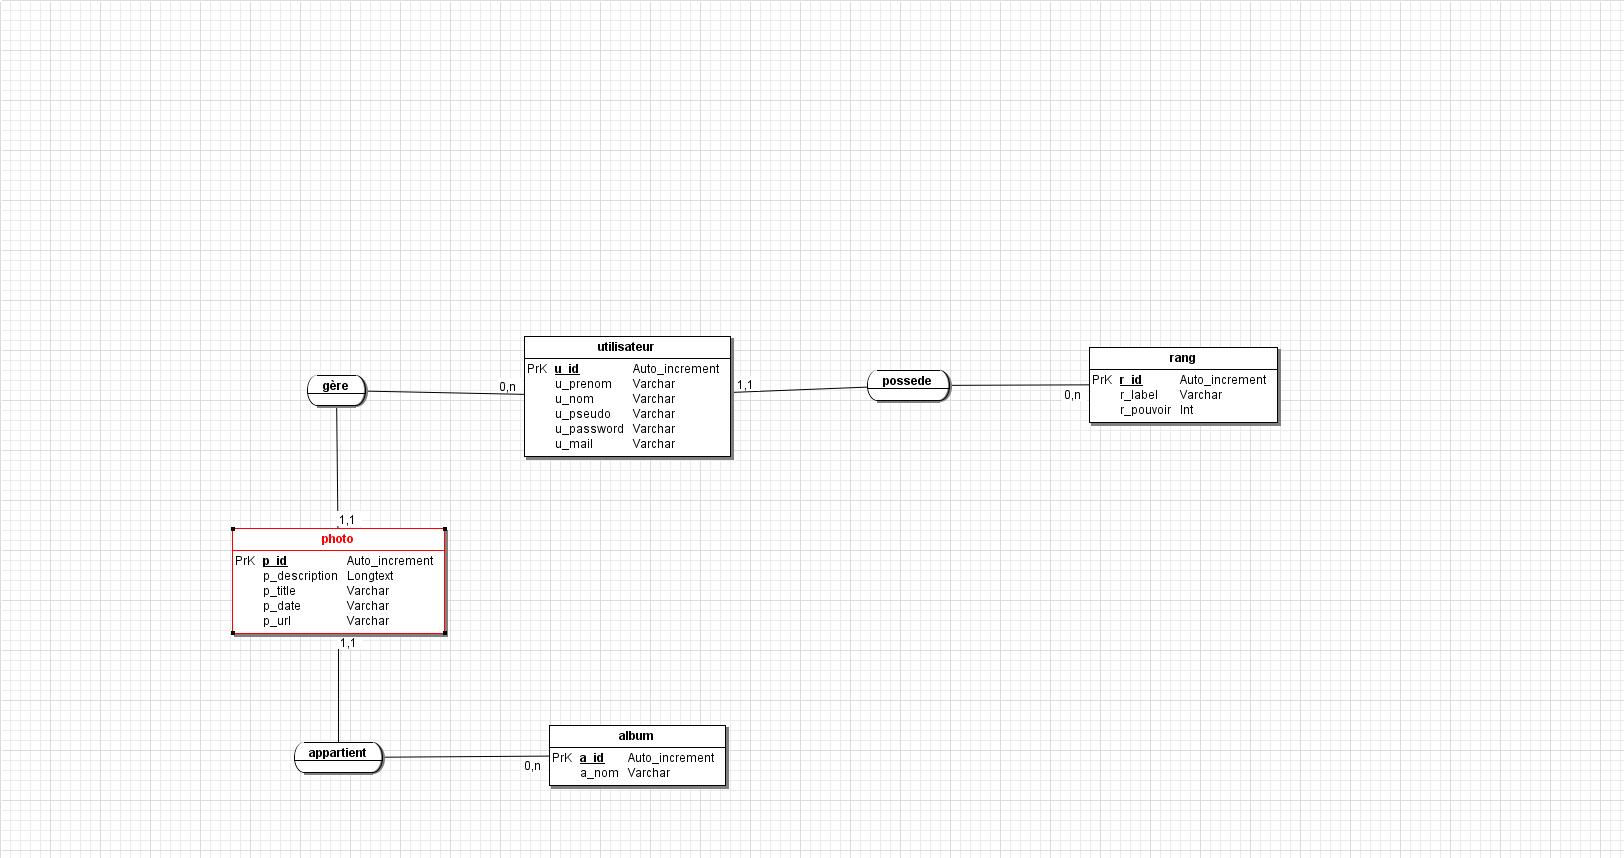 utilisateur
PrK u_id Auto_increment
u_prenom Varchar
u_nom Varchar
u_pseudo Varchar
u_password Varchar
u_mail Varchar
rang
PrK r_id Auto_increment
r_label Varchar
r_pouvoir Int
gère
0,n
1,1
possede
0,n
1,1
photo
PrK p_id Auto_increment
p_description Longtext
p_title Varchar
p_date Varchar
p_url Varchar
1,1
appartient
0,n
album
PrK a_id Auto_increment
a_nom Varchar